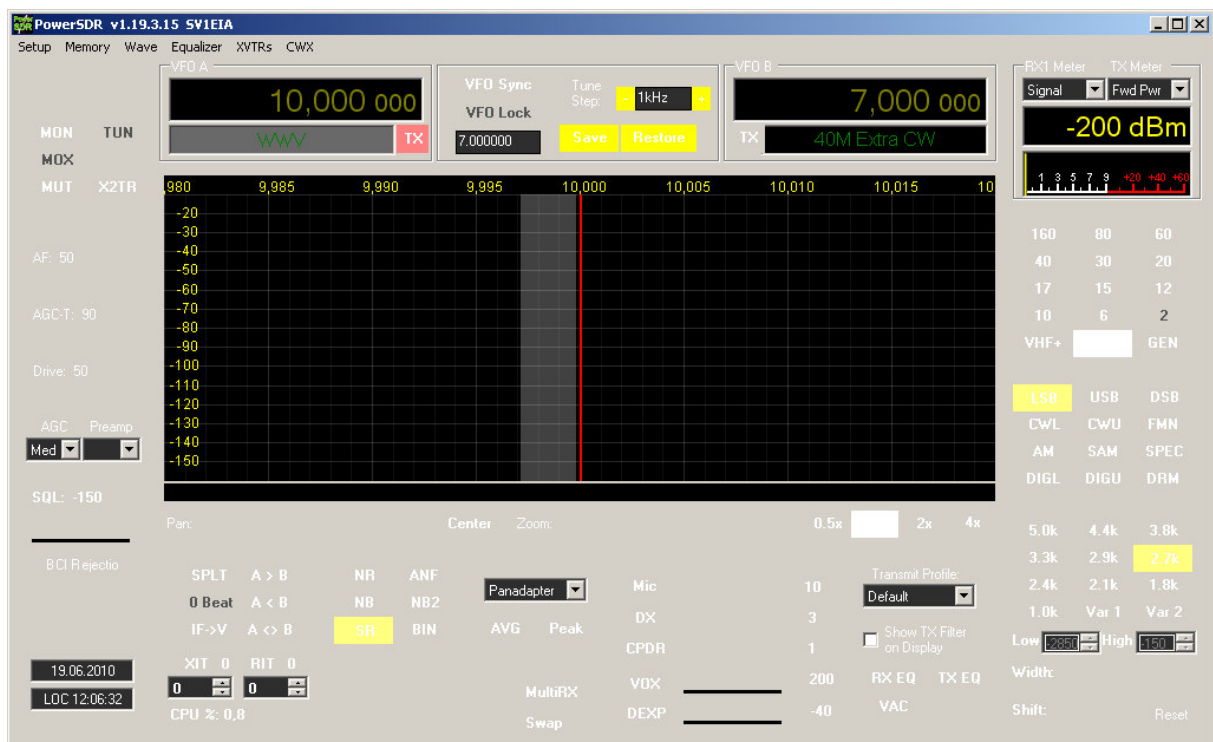 PowerSDR v1.19.3.15 SV1EIA
Setup Memory Wave Equalizer XVTRs CWX
VFO A
10,000 000
WWV TX
VFO Sync
VFO Lock
7.000000
Tune Step: - 1kHz +
Save Restore
VFO B
7,000 000
TX 40M Extra CW
RX1 Meter TX Meter
Signal Fwd Pwr
-200 dBm
1 3 5 7 9 +20 +40 +60
MON TUN
MOX
MUT X2TR
AF: 50
AGC-T: 90
Drive: 50
AGC Preamp
Med
SQL: -150
BCI Rejectio
19.06.2010
LOC 12:06:32
,980 9,985 9,990 9,995 10,000 10,005 10,010 10,015 10
-20
-30
-40
-50
-60
-70
-80
-90
-100
-110
-120
-130
-140
-150
Pan: Center Zoom: 0.5x 2x 4x
SPLT A > B
0 Beat A < B
IF->V A <> B
XIT 0 RIT 0
0 0
CPU %: 0,8
NR ANF
NB NB2
SR BIN
Panadapter
AVG Peak
MultiRX
Swap
Mic 10
DX 3
CPDR 1
VOX 200
DEXP -40
Transmit Profile:
Default
Show TX Filter
on Display
RX EQ TX EQ
VAC
160 80 60
40 30 20
17 15 12
10 6 2
VHF+ GEN
LSB USB DSB
CWL CWU FMN
AM SAM SPEC
DIGL DIGU DRM
5.0k 4.4k 3.8k
3.3k 2.9k 2.7k
2.4k 2.1k 1.8k
1.0k Var 1 Var 2
Low -2850 High -150
Width:
Shift: Reset